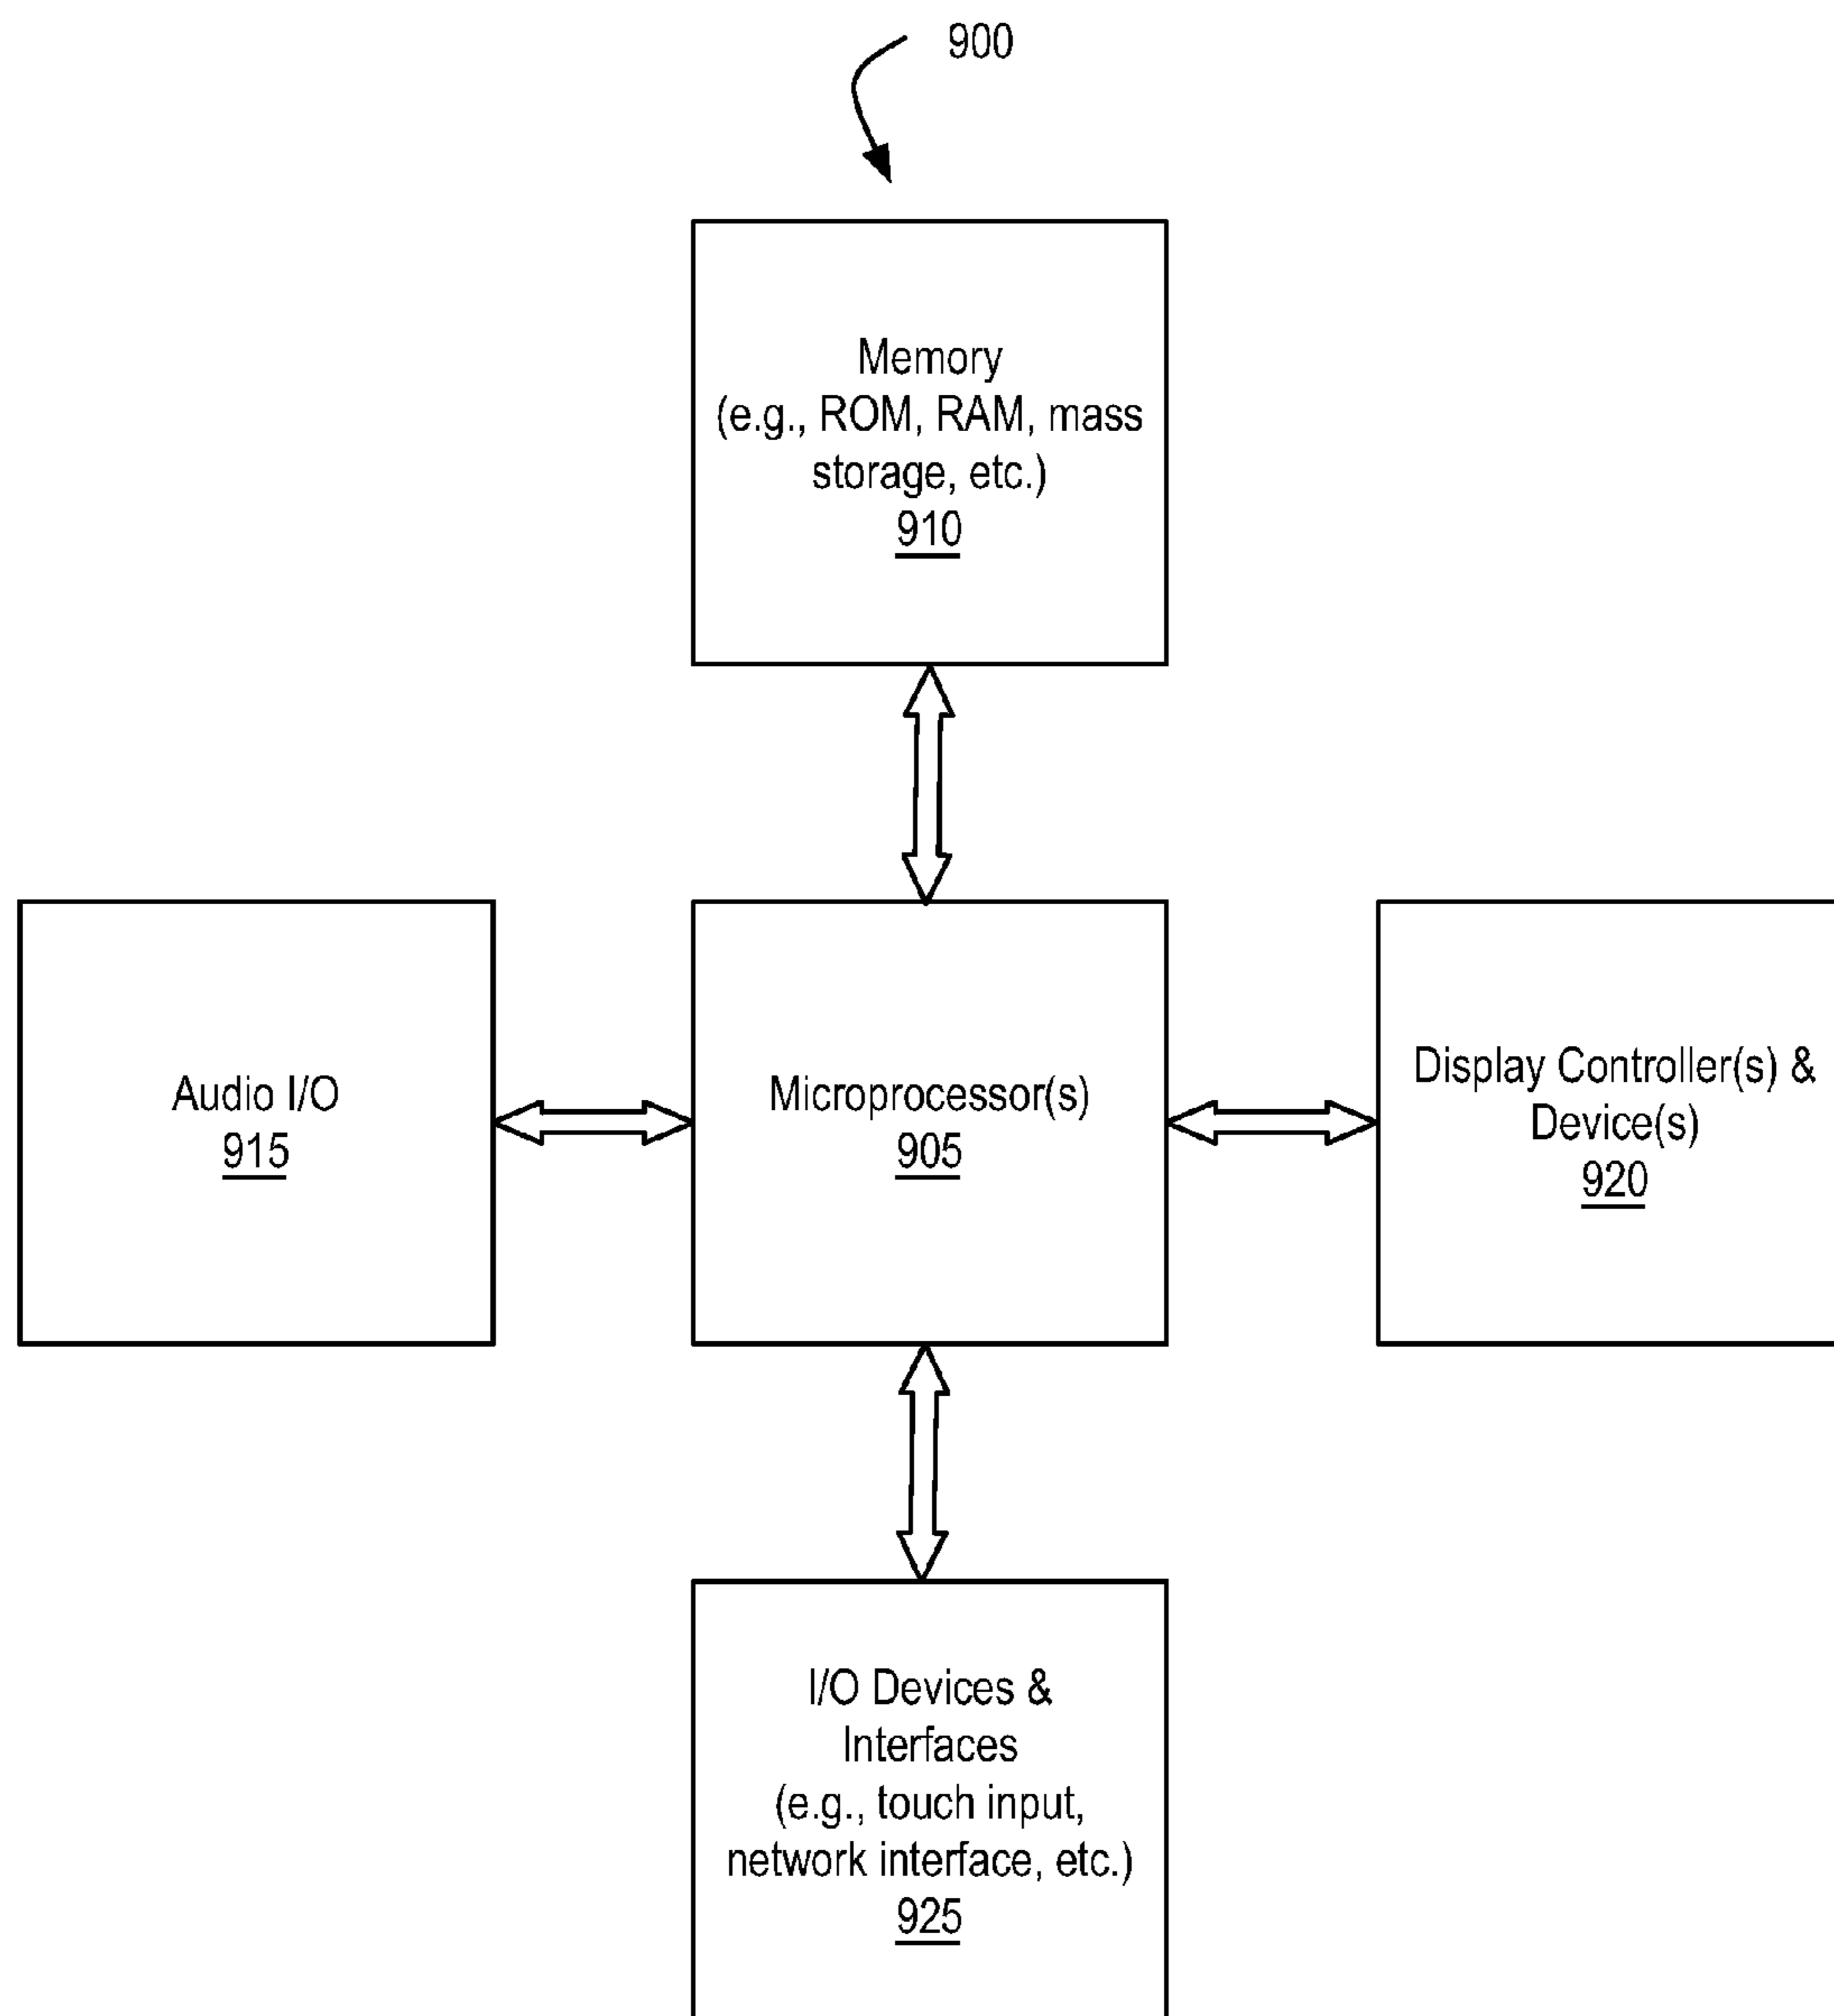 900
Memory
(e.g., ROM, RAM, mass
storage, etc.)
910
Audio I/O
915
Microprocessor(s)
905
Display Controller(s) &
Device(s)
920
I/O Devices &
Interfaces
(e.g., touch input,
network interface, etc.)
925